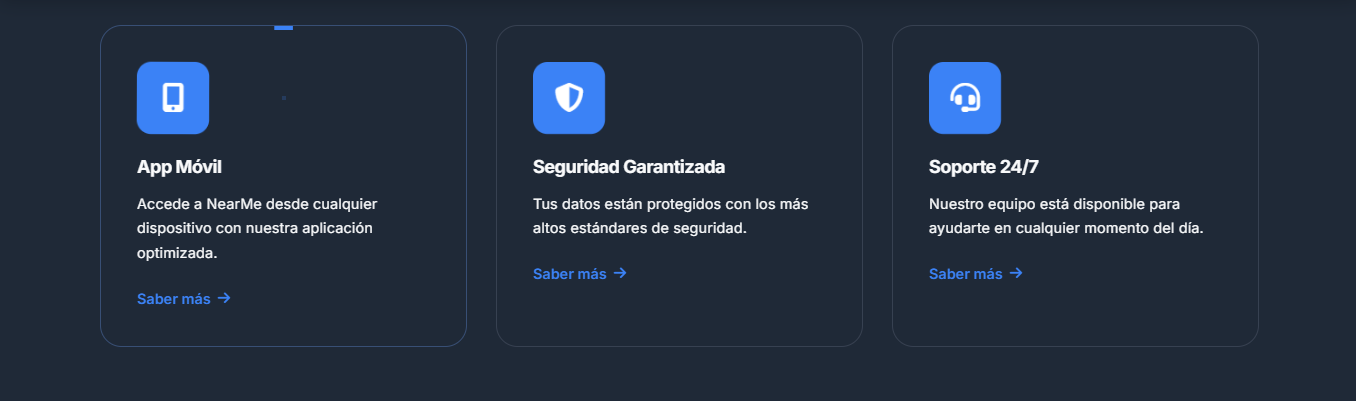 App Móvil
Accede a NearMe desde cualquier
dispositivo con nuestra aplicación
optimizada.
Saber más →
Seguridad Garantizada
Tus datos están protegidos con los más
altos estándares de seguridad.
Saber más →
Soporte 24/7
Nuestro equipo está disponible para
ayudarte en cualquier momento del día.
Saber más →